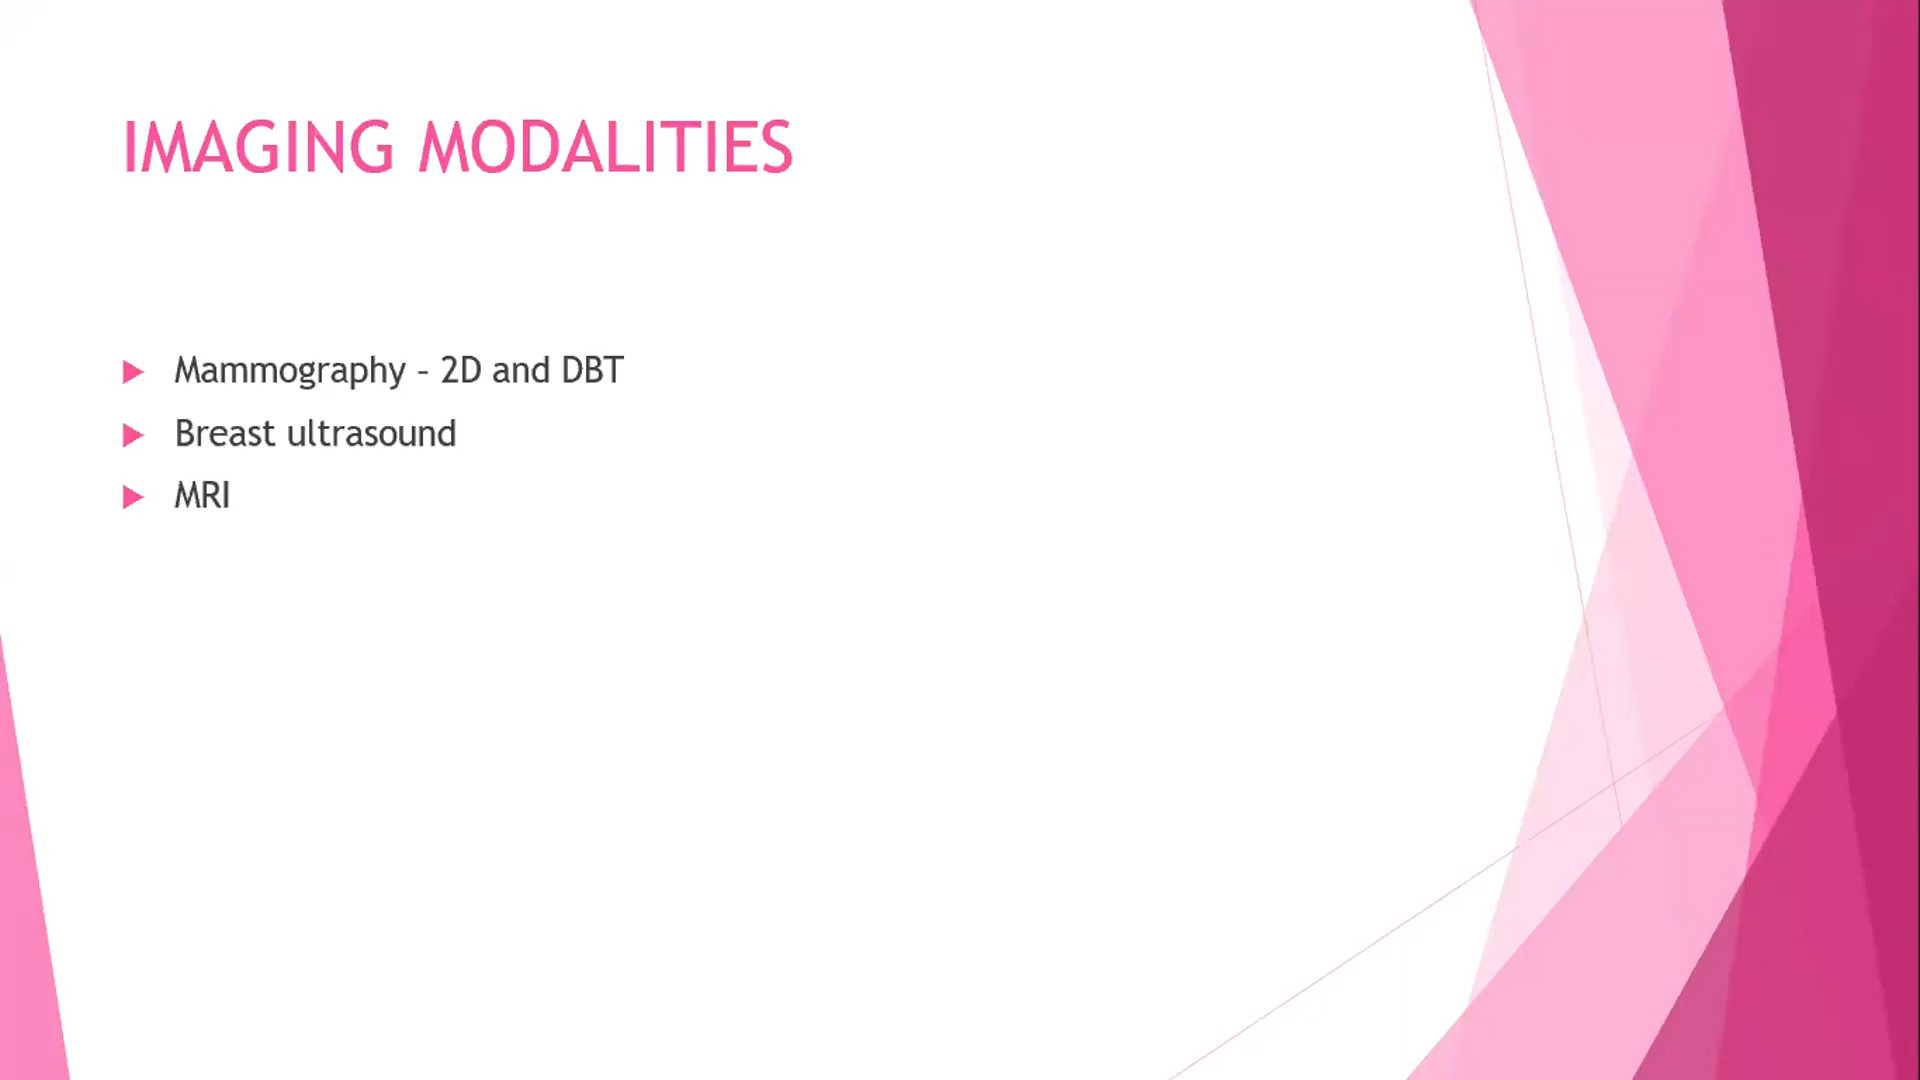 IMAGING MODALITIES
Mammography – 2D and DBT
Breast ultrasound
MRI